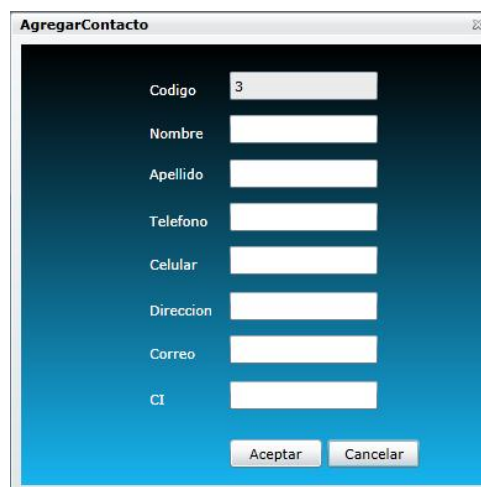 AgregarContacto
Codigo 3
Nombre
Apellido
Telefono
Celular
Direccion
Correo
CI
Aceptar Cancelar